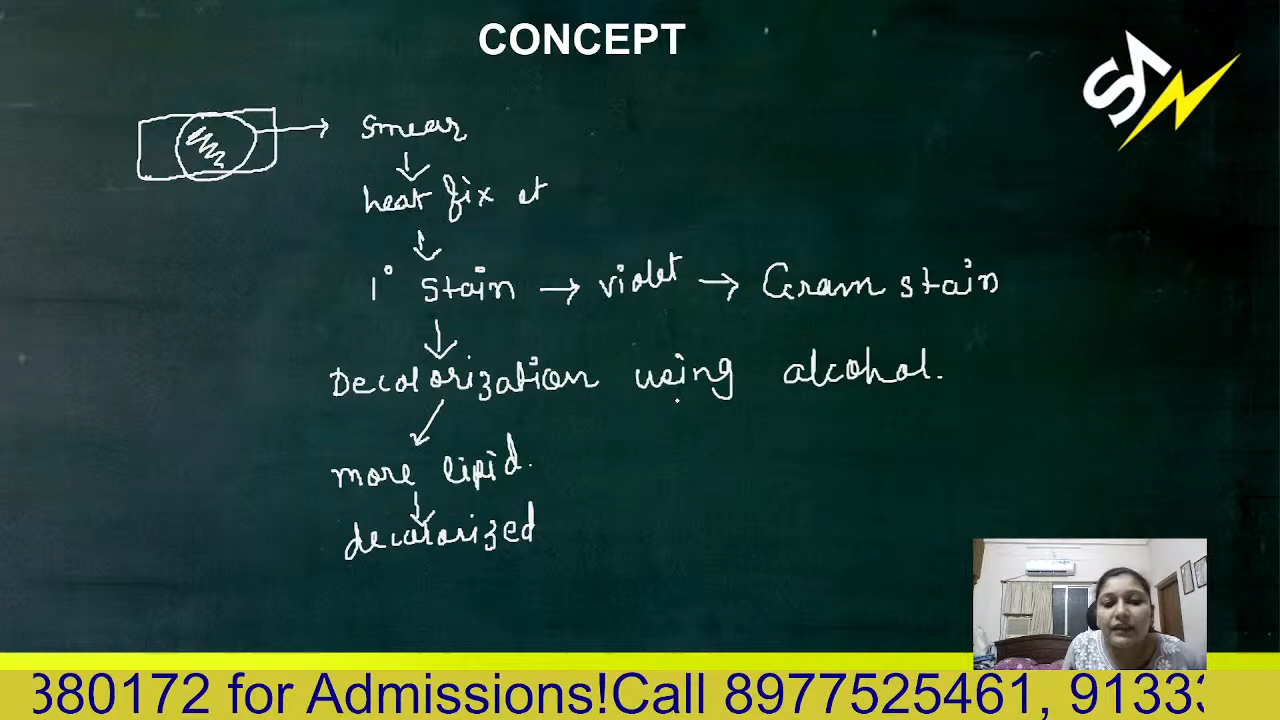 CONCEPT
SAN
smear
heat fix it
1° stain → violet → Gram stain
Decolorization using alcohol.
more lipid.
decolorized
380172 for Admissions!Call 8977525461, 9133